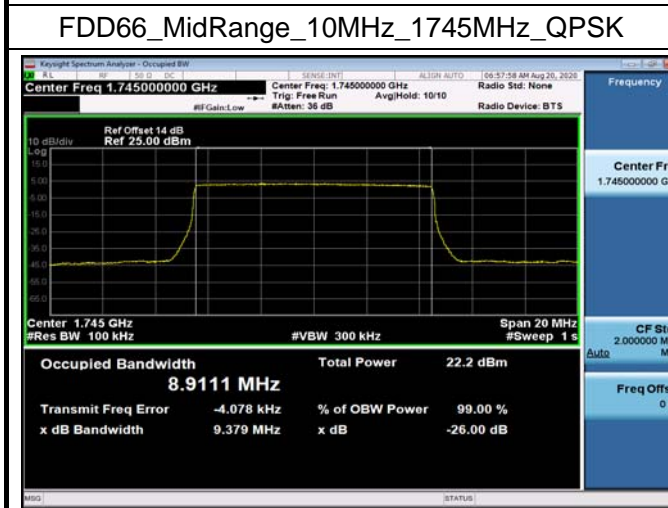 FDD66_MidRange_10MHz_1745MHz_QPSK
Keysight Spectrum Analyzer - Occupied BW
RL RF 50 Ω DC SENSE:INT ALIGN AUTO 06:57:58 AM Aug 20, 2020
Center Freq 1.745000000 GHz
Center Freq: 1.745000000 GHz
Radio Std: None
Trig: Free Run Avg|Hold: 10/10
#IFGain:Low #Atten: 36 dB Radio Device: BTS
Frequency
Ref Offset 14 dB
10 dB/div Ref 25.00 dBm
Log
15.0
5.00
-5.00
-15.0
-25.0
-35.0
-45.0
-55.0
-65.0
Center Fr
1.745000000 G
Center 1.745 GHz Span 20 MHz
#Res BW 100 kHz #VBW 300 kHz #Sweep 1 s
CF St
2.000000 M
Auto M
Occupied Bandwidth Total Power 22.2 dBm
8.9111 MHz
Transmit Freq Error -4.078 kHz % of OBW Power 99.00 %
x dB Bandwidth 9.379 MHz x dB -26.00 dB
Freq Offs
0
MSG STATUS